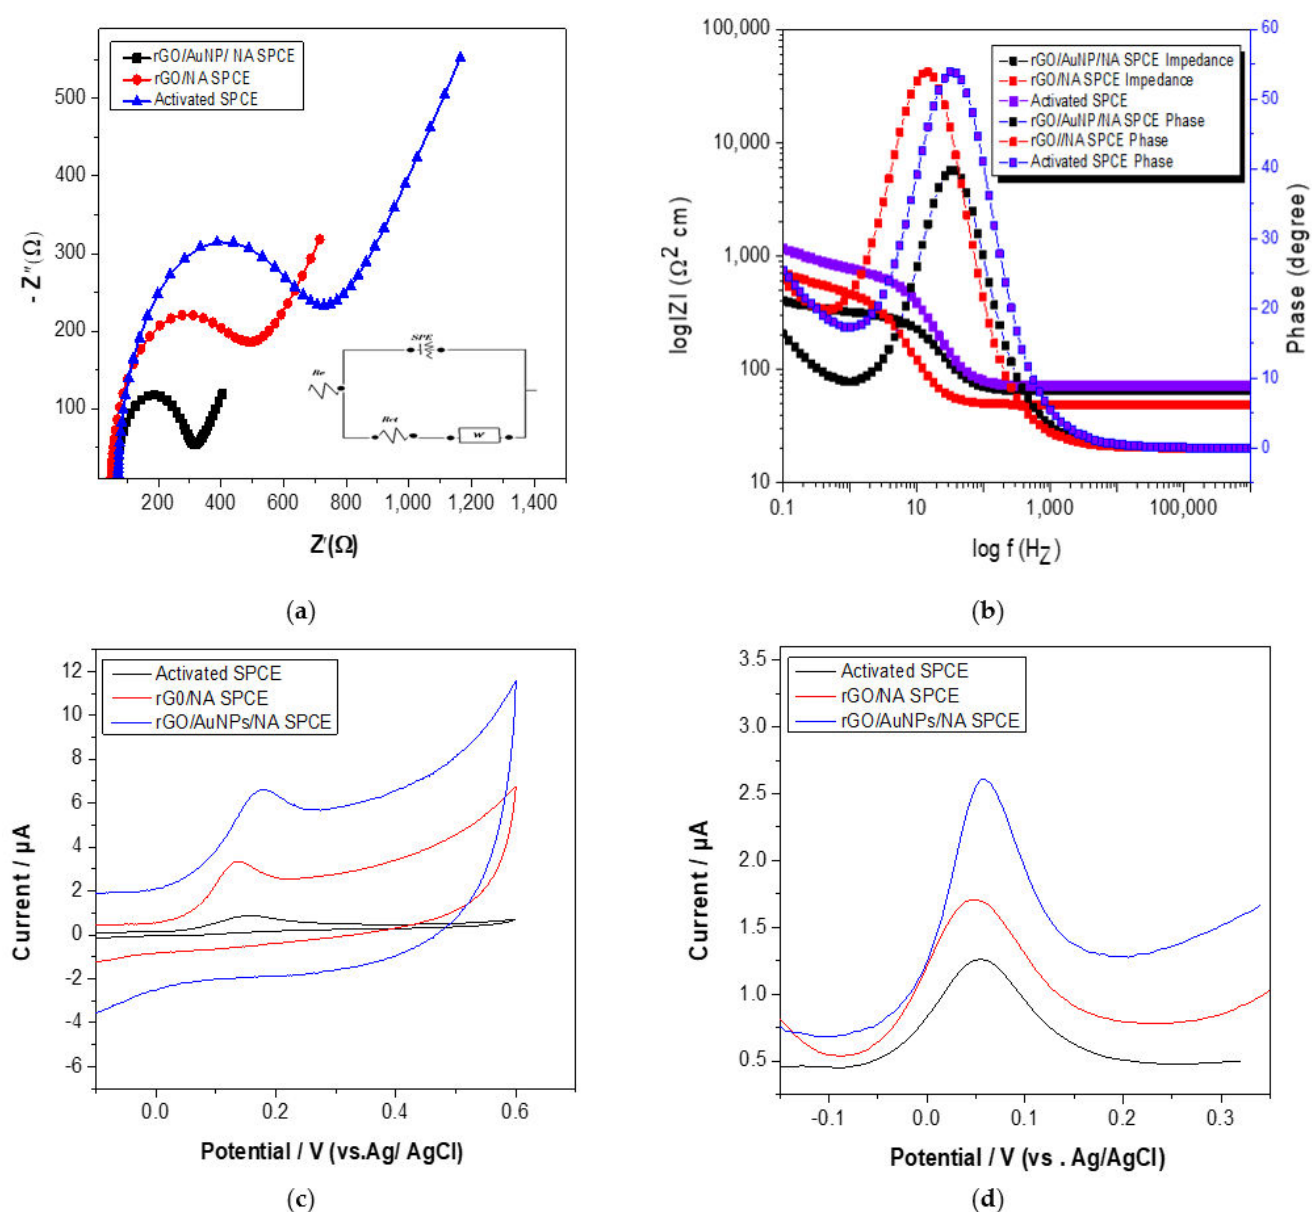 rGO/AuNP/ NA SPCE
rGO/NA SPCE
Activated SPCE
500
400
300
200
100
- Z″(Ω)
SPE
Re
Rct
W
200 400 600 800 1,000 1,200 1,400
Z′(Ω)
(a)
100,000
10,000
1,000
100
10
log|Z| (Ω² cm)
rGO/AuNP/NA SPCE Impedance
rGO/NA SPCE Impedance
Activated SPCE
rGO/AuNP/NA SPCE Phase
rGO//NA SPCE Phase
Activated SPCE Phase
60
50
40
30
20
10
0
Phase (degree)
0.1 10 1,000 100,000
log f (HZ)
(b)
12
10
8
6
4
2
0
-2
-4
-6
Current / µA
Activated SPCE
rG0/NA SPCE
rGO/AuNPs/NA SPCE
0.0 0.2 0.4 0.6
Potential / V (vs.Ag/ AgCl)
(c)
3.5
3.0
2.5
2.0
1.5
1.0
0.5
Current / µA
Activated SPCE
rGO/NA SPCE
rGO/AuNPs/NA SPCE
-0.1 0.0 0.1 0.2 0.3
Potential / V (vs . Ag/AgCl)
(d)